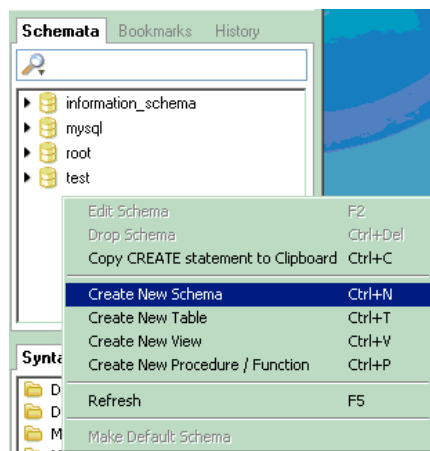 Schemata Bookmarks History
information_schema
mysql
root
test
Edit Schema F2
Drop Schema Ctrl+Del
Copy CREATE statement to Clipboard Ctrl+C
Create New Schema Ctrl+N
Create New Table Ctrl+T
Create New View Ctrl+V
Create New Procedure / Function Ctrl+P
Refresh F5
Make Default Schema
D
D
M